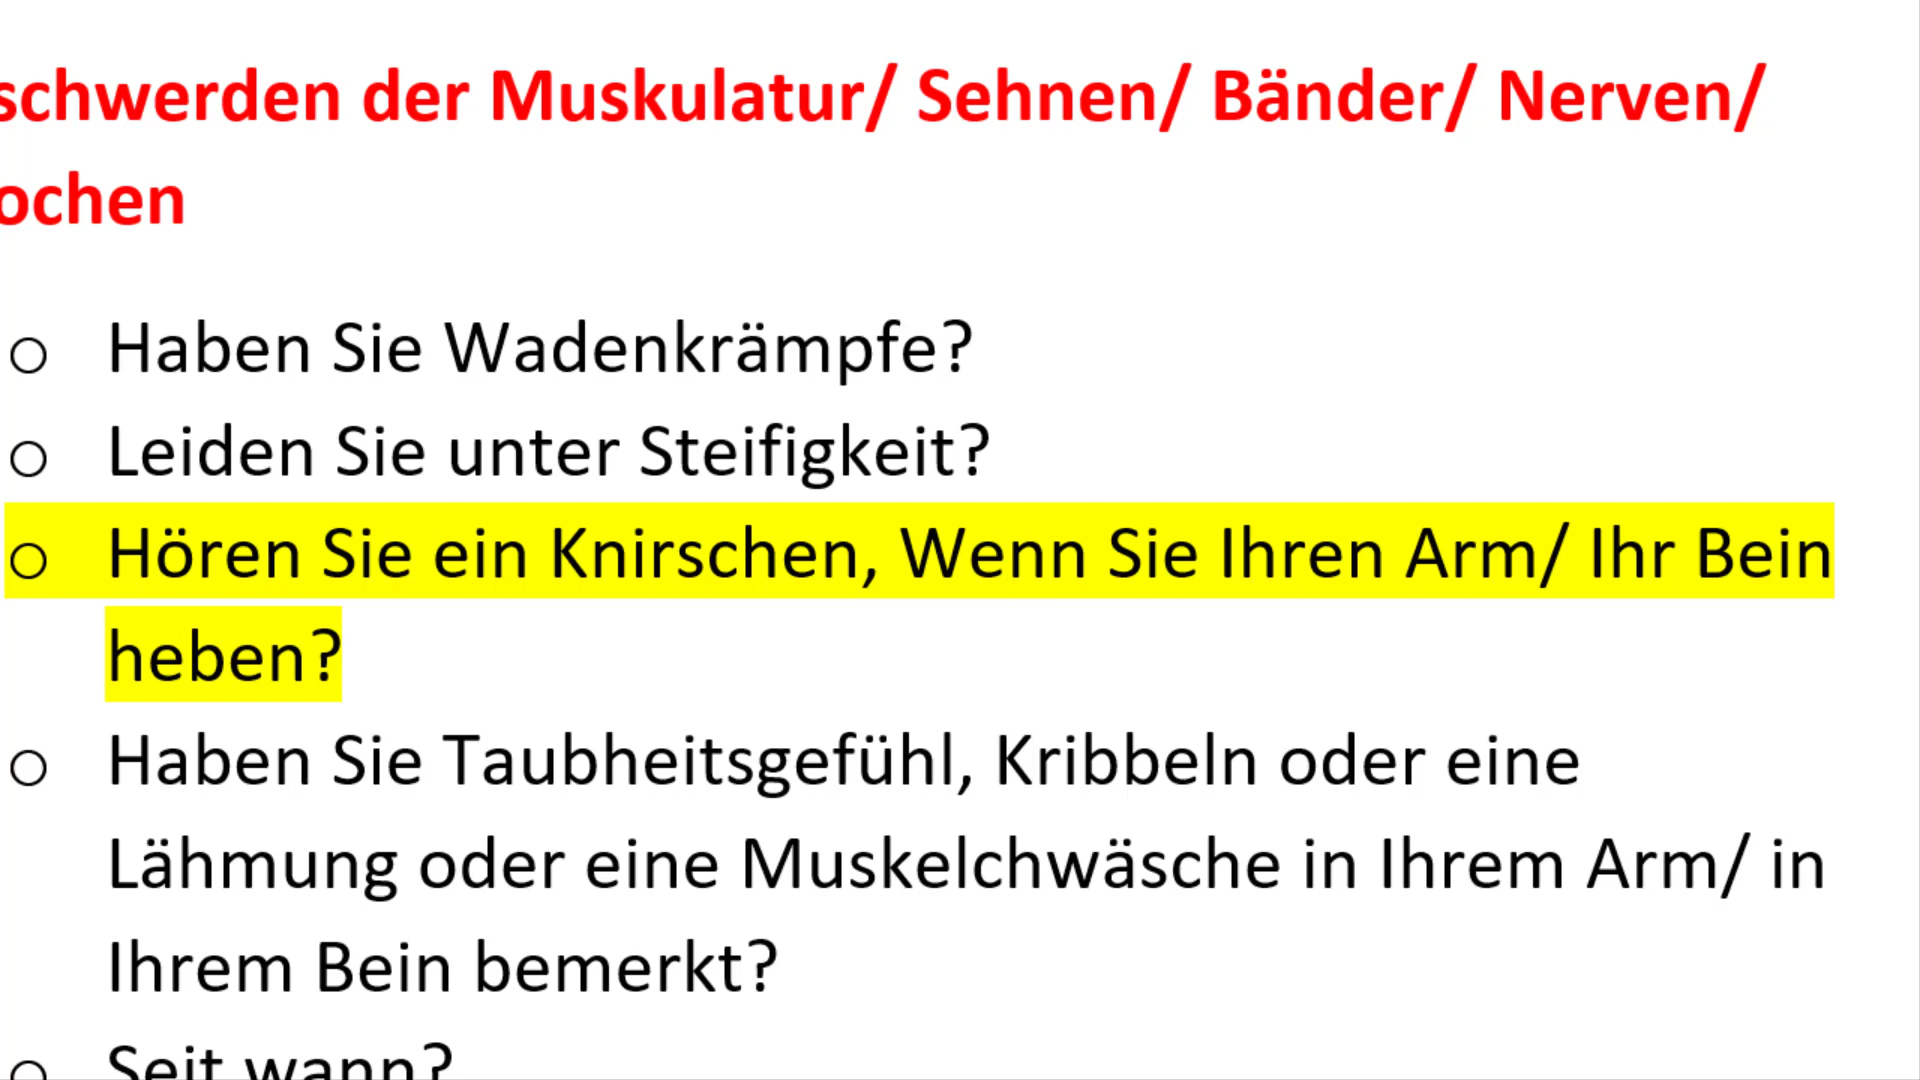 schwerden der Muskulatur/ Sehnen/ Bänder/ Nerven/
ochen
o Haben Sie Wadenkrämpfe?
o Leiden Sie unter Steifigkeit?
o Hören Sie ein Knirschen, Wenn Sie Ihren Arm/ Ihr Bein
heben?
o Haben Sie Taubheitsgefühl, Kribbeln oder eine
Lähmung oder eine Muskelchwäsche in Ihrem Arm/ in
Ihrem Bein bemerkt?
o Seit wann?